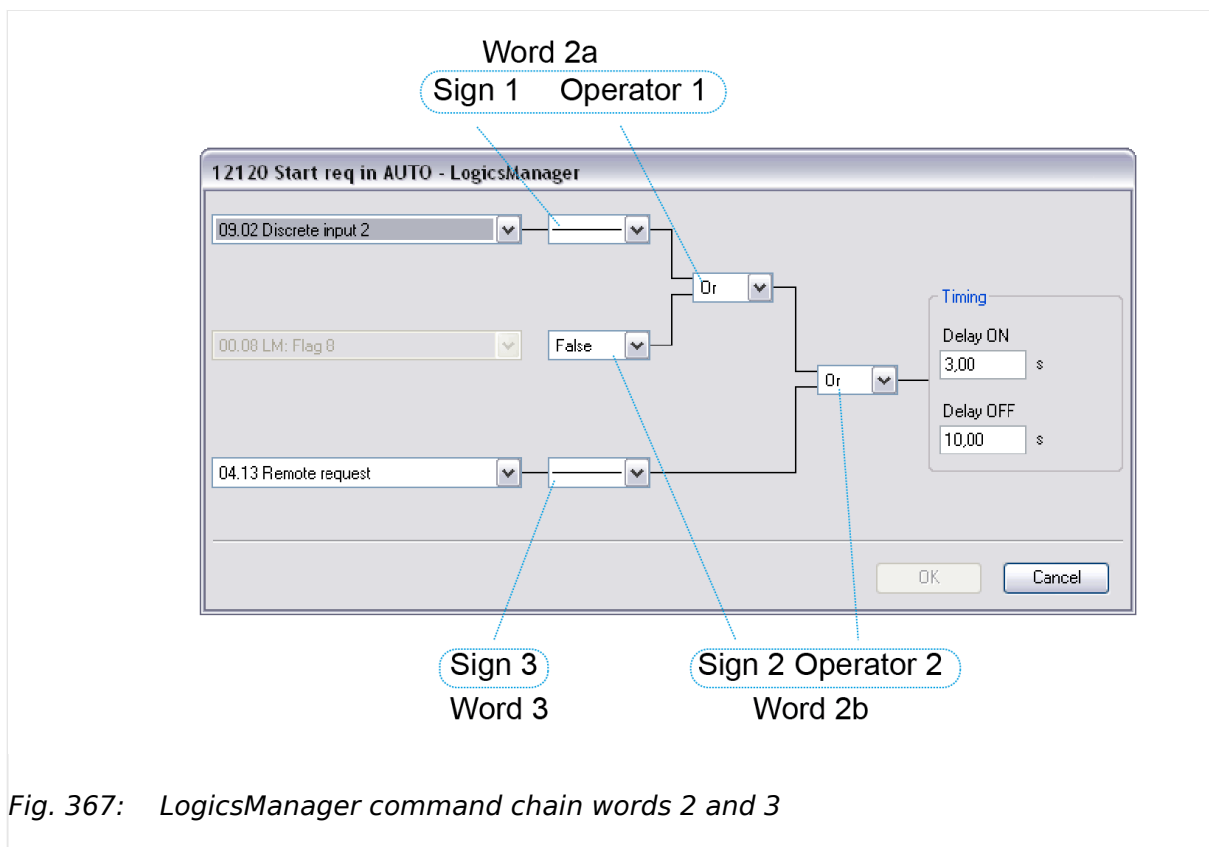 Word 2a
Sign 1 Operator 1
12120 Start req in AUTO - LogicsManager
09.02 Discrete input 2
Or
Timing
Delay ON
00.08 LM: Flag 8
False
3,00 s
Or
Delay OFF
10,00 s
04.13 Remote request
OK
Cancel
Sign 3
Sign 2 Operator 2
Word 3
Word 2b
Fig. 367: LogicsManager command chain words 2 and 3